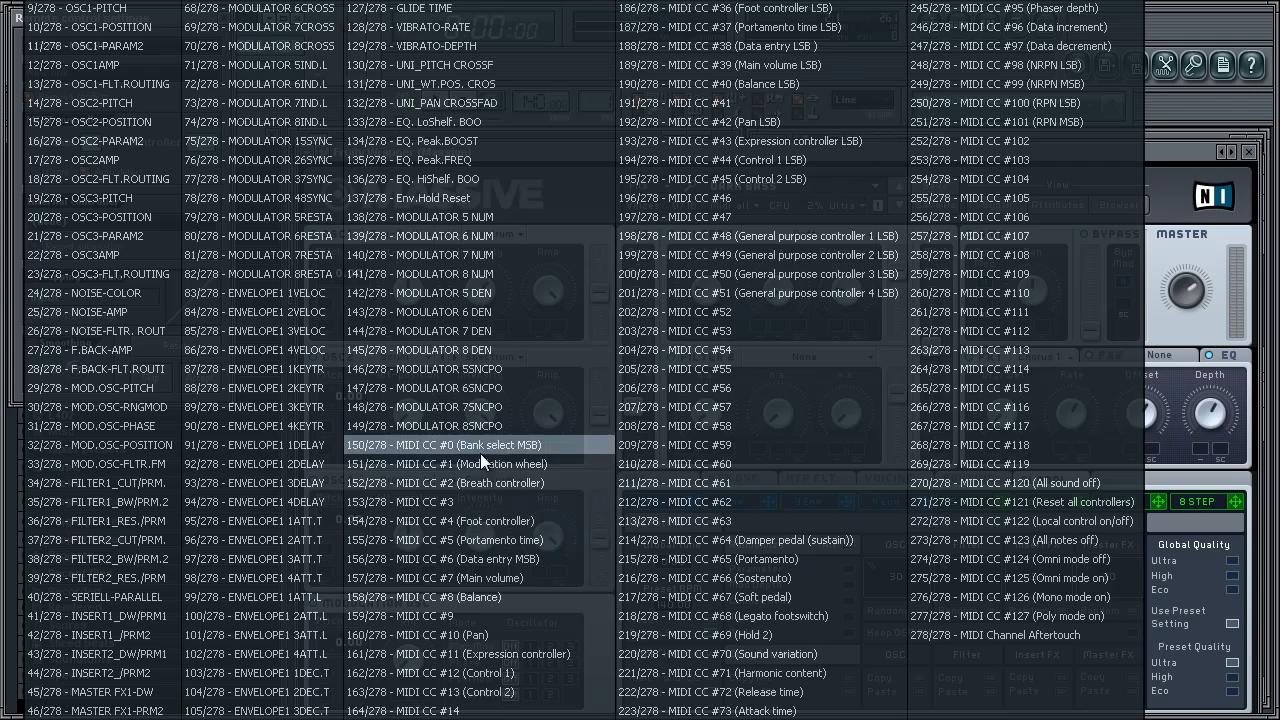 9/278 - OSC1-PITCH
10/278 - OSC1-POSITION
11/278 - OSC1-PARAM2
12/278 - OSC1AMP
13/278 - OSC1-FLT.ROUTING
14/278 - OSC2-PITCH
15/278 - OSC2-POSITION
16/278 - OSC2-PARAM2
17/278 - OSC2AMP
18/278 - OSC2-FLT.ROUTING
19/278 - OSC3-PITCH
20/278 - OSC3-POSITION
21/278 - OSC3-PARAM2
22/278 - OSC3AMP
23/278 - OSC3-FLT.ROUTING
24/278 - NOISE-COLOR
25/278 - NOISE-AMP
26/278 - NOISE-FLTR. ROUT
27/278 - F.BACK-AMP
28/278 - F.BACK-FLT.ROUTI
29/278 - MOD.OSC-PITCH
30/278 - MOD.OSC-RNGMOD
31/278 - MOD.OSC-PHASE
32/278 - MOD.OSC-POSITION
33/278 - MOD.OSC-FLTR.FM
34/278 - FILTER1_CUT/PRM.
35/278 - FILTER1_BW/PRM.2
36/278 - FILTER1_RES./PRM
37/278 - FILTER2_CUT/PRM.
38/278 - FILTER2_BW/PRM.2
39/278 - FILTER2_RES./PRM
40/278 - SERIELL-PARALLEL
41/278 - INSERT1_DW/PRM1
42/278 - INSERT1_/PRM2
43/278 - INSERT2_DW/PRM1
44/278 - INSERT2_/PRM2
45/278 - MASTER FX1-DW
46/278 - MASTER FX1-PRM2
68/278 - MODULATOR 6CROSS
69/278 - MODULATOR 7CROSS
70/278 - MODULATOR 8CROSS
71/278 - MODULATOR 5IND.L
72/278 - MODULATOR 6IND.L
73/278 - MODULATOR 7IND.L
74/278 - MODULATOR 8IND.L
75/278 - MODULATOR 15SYNC
76/278 - MODULATOR 26SYNC
77/278 - MODULATOR 37SYNC
78/278 - MODULATOR 48SYNC
79/278 - MODULATOR 5RESTA
80/278 - MODULATOR 6RESTA
81/278 - MODULATOR 7RESTA
82/278 - MODULATOR 8RESTA
83/278 - ENVELOPE1 1VELOC
84/278 - ENVELOPE1 2VELOC
85/278 - ENVELOPE1 3VELOC
86/278 - ENVELOPE1 4VELOC
87/278 - ENVELOPE1 1KEYTR
88/278 - ENVELOPE1 2KEYTR
89/278 - ENVELOPE1 3KEYTR
90/278 - ENVELOPE1 4KEYTR
91/278 - ENVELOPE1 1DELAY
92/278 - ENVELOPE1 2DELAY
93/278 - ENVELOPE1 3DELAY
94/278 - ENVELOPE1 4DELAY
95/278 - ENVELOPE1 1ATT.T
96/278 - ENVELOPE1 2ATT.T
97/278 - ENVELOPE1 3ATT.T
98/278 - ENVELOPE1 4ATT.T
99/278 - ENVELOPE1 1ATT.L
100/278 - ENVELOPE1 2ATT.L
101/278 - ENVELOPE1 3ATT.L
102/278 - ENVELOPE1 4ATT.L
103/278 - ENVELOPE1 1DEC.T
104/278 - ENVELOPE1 2DEC.T
105/278 - ENVELOPE1 3DEC.T
127/278 - GLIDE TIME
128/278 - VIBRATO-RATE
129/278 - VIBRATO-DEPTH
130/278 - UNI_PITCH CROSSF
131/278 - UNI_WT-POS. CROS
132/278 - UNI_PAN CROSSFAD
133/278 - EQ. LoShelf. BOO
134/278 - EQ. Peak.BOOST
135/278 - EQ. Peak.FREQ
136/278 - EQ. HiShelf. BOO
137/278 - Env.Hold Reset
138/278 - MODULATOR 5 NUM
139/278 - MODULATOR 6 NUM
140/278 - MODULATOR 7 NUM
141/278 - MODULATOR 8 NUM
142/278 - MODULATOR 5 DEN
143/278 - MODULATOR 6 DEN
144/278 - MODULATOR 7 DEN
145/278 - MODULATOR 8 DEN
146/278 - MODULATOR 5SNCPO
147/278 - MODULATOR 6SNCPO
148/278 - MODULATOR 7SNCPO
149/278 - MODULATOR 8SNCPO
150/278 - MIDI CC #0 (Bank select MSB)
151/278 - MIDI CC #1 (Modulation wheel)
152/278 - MIDI CC #2 (Breath controller)
153/278 - MIDI CC #3
154/278 - MIDI CC #4 (Foot controller)
155/278 - MIDI CC #5 (Portamento time)
156/278 - MIDI CC #6 (Data entry MSB)
157/278 - MIDI CC #7 (Main volume)
158/278 - MIDI CC #8 (Balance)
159/278 - MIDI CC #9
160/278 - MIDI CC #10 (Pan)
161/278 - MIDI CC #11 (Expression controller)
162/278 - MIDI CC #12 (Control 1)
163/278 - MIDI CC #13 (Control 2)
164/278 - MIDI CC #14
186/278 - MIDI CC #36 (Foot controller LSB)
187/278 - MIDI CC #37 (Portamento time LSB)
188/278 - MIDI CC #38 (Data entry LSB )
189/278 - MIDI CC #39 (Main volume LSB)
190/278 - MIDI CC #40 (Balance LSB)
191/278 - MIDI CC #41
192/278 - MIDI CC #42 (Pan LSB)
193/278 - MIDI CC #43 (Expression controller LSB)
194/278 - MIDI CC #44 (Control 1 LSB)
195/278 - MIDI CC #45 (Control 2 LSB)
196/278 - MIDI CC #46
197/278 - MIDI CC #47
198/278 - MIDI CC #48 (General purpose controller 1 LSB)
199/278 - MIDI CC #49 (General purpose controller 2 LSB)
200/278 - MIDI CC #50 (General purpose controller 3 LSB)
201/278 - MIDI CC #51 (General purpose controller 4 LSB)
202/278 - MIDI CC #52
203/278 - MIDI CC #53
204/278 - MIDI CC #54
205/278 - MIDI CC #55
206/278 - MIDI CC #56
207/278 - MIDI CC #57
208/278 - MIDI CC #58
209/278 - MIDI CC #59
210/278 - MIDI CC #60
211/278 - MIDI CC #61
212/278 - MIDI CC #62
213/278 - MIDI CC #63
214/278 - MIDI CC #64 (Damper pedal (sustain))
215/278 - MIDI CC #65 (Portamento)
216/278 - MIDI CC #66 (Sostenuto)
217/278 - MIDI CC #67 (Soft pedal)
218/278 - MIDI CC #68 (Legato footswitch)
219/278 - MIDI CC #69 (Hold 2)
220/278 - MIDI CC #70 (Sound variation)
221/278 - MIDI CC #71 (Harmonic content)
222/278 - MIDI CC #72 (Release time)
223/278 - MIDI CC #73 (Attack time)
245/278 - MIDI CC #95 (Phaser depth)
246/278 - MIDI CC #96 (Data increment)
247/278 - MIDI CC #97 (Data decrement)
248/278 - MIDI CC #98 (NRPN LSB)
249/278 - MIDI CC #99 (NRPN MSB)
250/278 - MIDI CC #100 (RPN LSB)
251/278 - MIDI CC #101 (RPN MSB)
252/278 - MIDI CC #102
253/278 - MIDI CC #103
254/278 - MIDI CC #104
255/278 - MIDI CC #105
256/278 - MIDI CC #106
257/278 - MIDI CC #107
258/278 - MIDI CC #108
259/278 - MIDI CC #109
260/278 - MIDI CC #110
261/278 - MIDI CC #111
262/278 - MIDI CC #112
263/278 - MIDI CC #113
264/278 - MIDI CC #114
265/278 - MIDI CC #115
266/278 - MIDI CC #116
267/278 - MIDI CC #117
268/278 - MIDI CC #118
269/278 - MIDI CC #119
270/278 - MIDI CC #120 (All sound off)
271/278 - MIDI CC #121 (Reset all controllers)
272/278 - MIDI CC #122 (Local control on/off)
273/278 - MIDI CC #123 (All notes off)
274/278 - MIDI CC #124 (Omni mode off)
275/278 - MIDI CC #125 (Omni mode on)
276/278 - MIDI CC #126 (Mono mode on)
277/278 - MIDI CC #127 (Poly mode on)
278/278 - MIDI Channel Aftertouch
NI
MASTER
None
EQ
Depth
8 STEP
Global Quality
Ultra
High
Eco
Use Preset
Setting
Preset Quality
Ultra
High
Eco